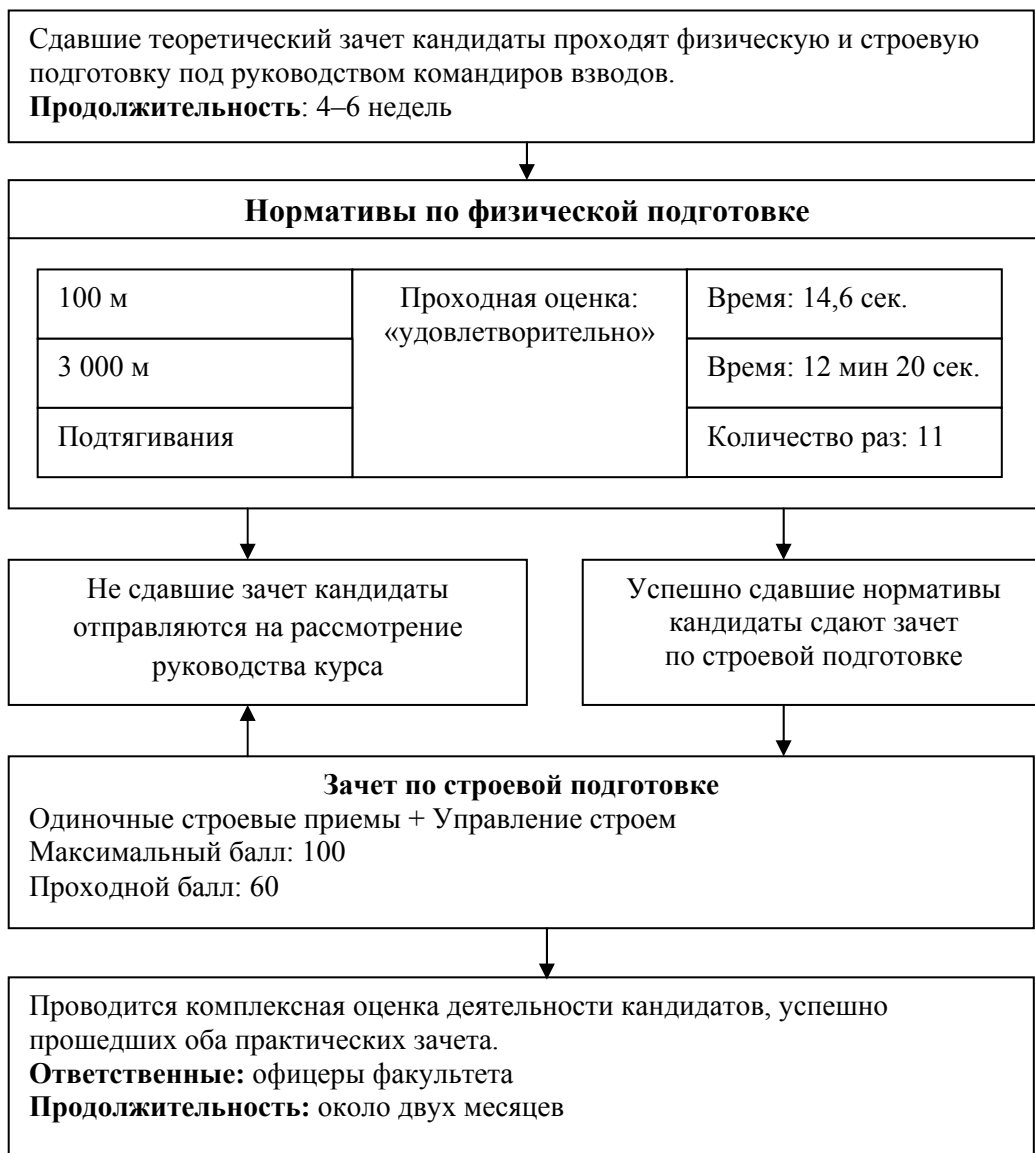 Сдавшие теоретический зачет кандидаты проходят физическую и строевую
подготовку под руководством командиров взводов.
Продолжительность: 4–6 недель
Нормативы по физической подготовке
100 м
Проходная оценка:
«удовлетворительно»
Время: 14,6 сек.
3 000 м
Время: 12 мин 20 сек.
Подтягивания
Количество раз: 11
Не сдавшие зачет кандидаты
отправляются на рассмотрение
руководства курса
Успешно сдавшие нормативы
кандидаты сдают зачет
по строевой подготовке
Зачет по строевой подготовке
Одиночные строевые приемы + Управление строем
Максимальный балл: 100
Проходной балл: 60
Проводится комплексная оценка деятельности кандидатов, успешно
прошедших оба практических зачета.
Ответственные: офицеры факультета
Продолжительность: около двух месяцев